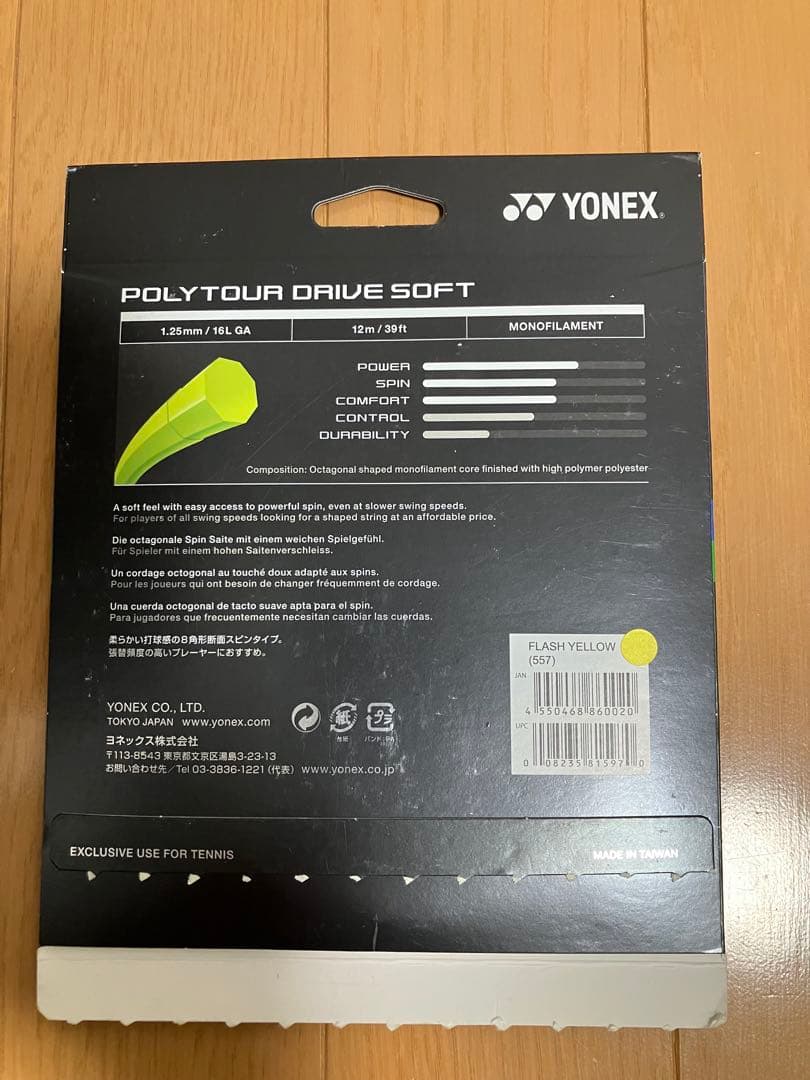 YONEX®
POLYTOUR DRIVE SOFT
1.25mm / 16L GA 12m / 39ft MONOFILAMENT
POWER
SPIN
COMFORT
CONTROL
DURABILITY
Composition: Octagonal shaped monofilament core finished with high polymer polyester
A soft feel with easy access to powerful spin, even at slower swing speeds.
For players of all swing speeds looking for a shaped string at an affordable price.
Die octagonale Spin Saite mit einem weichen Spielgefühl.
Für Spieler mit einem hohen Saitenverschleiss.
Un cordage octogonal au touché doux adapté aux spins.
Pour les joueurs qui ont besoin de changer fréquemment de cordage.
Una cuerda octogonal de tacto suave apta para el spin.
Para jugadores que frecuentemente necesitan cambiar las cuerdas.
柔らかい打球感の8角形断面スピンタイプ。
張替頻度の高いプレーヤーにおすすめ。
FLASH YELLOW
(557)
JAN
4 550468 860020
UPC
0 08235 81597 0
YONEX CO., LTD.
TOKYO JAPAN www.yonex.com
ヨネックス株式会社
〒113-8543 東京都文京区湯島3-23-13
お問い合わせ先／Tel 03-3836-1221 (代表) www.yonex.co.jp
紙
台紙
プラ
バンド:PA
EXCLUSIVE USE FOR TENNIS
MADE IN TAIWAN